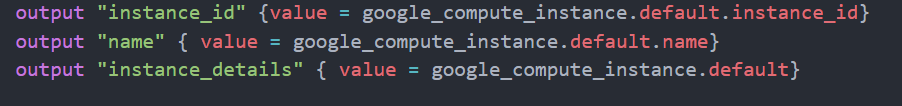 output "instance_id" {value = google_compute_instance.default.instance_id}
output "name" { value = google_compute_instance.default.name}
output "instance_details" { value = google_compute_instance.default}